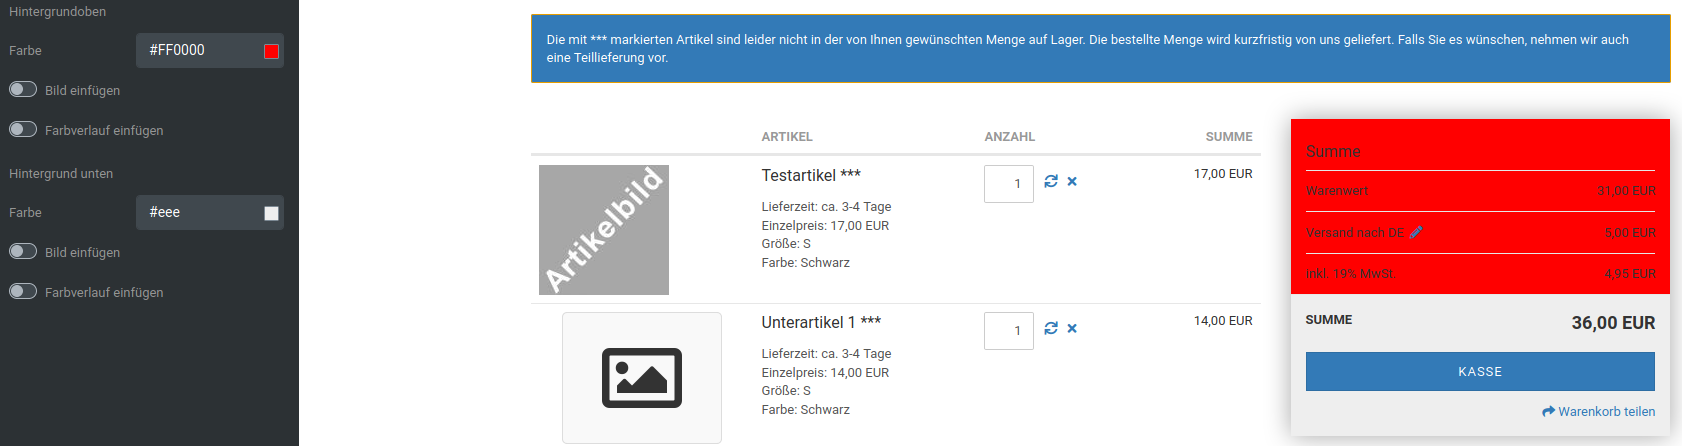 Hintergrundoben
Farbe
#FF0000
Bild einfügen
Farbverlauf einfügen
Hintergrund unten
Farbe
#eee
Bild einfügen
Farbverlauf einfügen
Die mit *** markierten Artikel sind leider nicht in der von Ihnen gewünschten Menge auf Lager. Die bestellte Menge wird kurzfristig von uns geliefert. Falls Sie es wünschen, nehmen wir auch
eine Teillieferung vor.
ARTIKEL ANZAHL SUMME
Artikelbild
Testartikel *** 1 17,00 EUR
Lieferzeit: ca. 3-4 Tage
Einzelpreis: 17,00 EUR
Größe: S
Farbe: Schwarz
Unterartikel 1 *** 1 14,00 EUR
Lieferzeit: ca. 3-4 Tage
Einzelpreis: 14,00 EUR
Größe: S
Farbe: Schwarz
Summe
Warenwert 31,00 EUR
Versand nach DE 5,00 EUR
inkl. 19% MwSt. 4,95 EUR
SUMME 36,00 EUR
KASSE
Warenkorb teilen